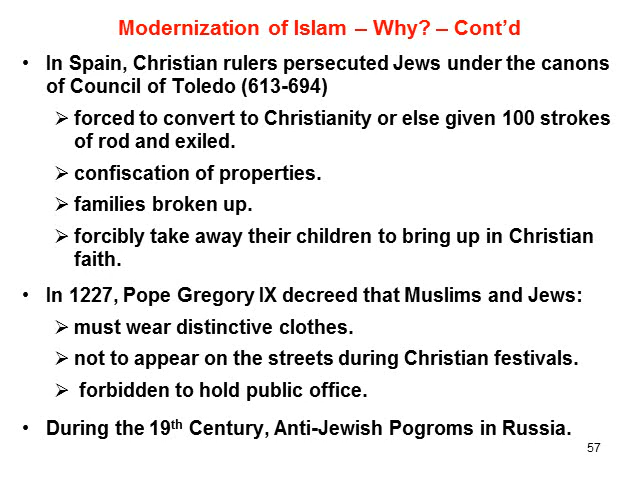 Modernization of Islam – Why? – Cont’d
• In Spain, Christian rulers persecuted Jews under the canons
of Council of Toledo (613-694)
➢ forced to convert to Christianity or else given 100 strokes
of rod and exiled.
➢ confiscation of properties.
➢ families broken up.
➢ forcibly take away their children to bring up in Christian
faith.
• In 1227, Pope Gregory IX decreed that Muslims and Jews:
➢ must wear distinctive clothes.
➢ not to appear on the streets during Christian festivals.
➢ forbidden to hold public office.
• During the 19th Century, Anti-Jewish Pogroms in Russia.
57